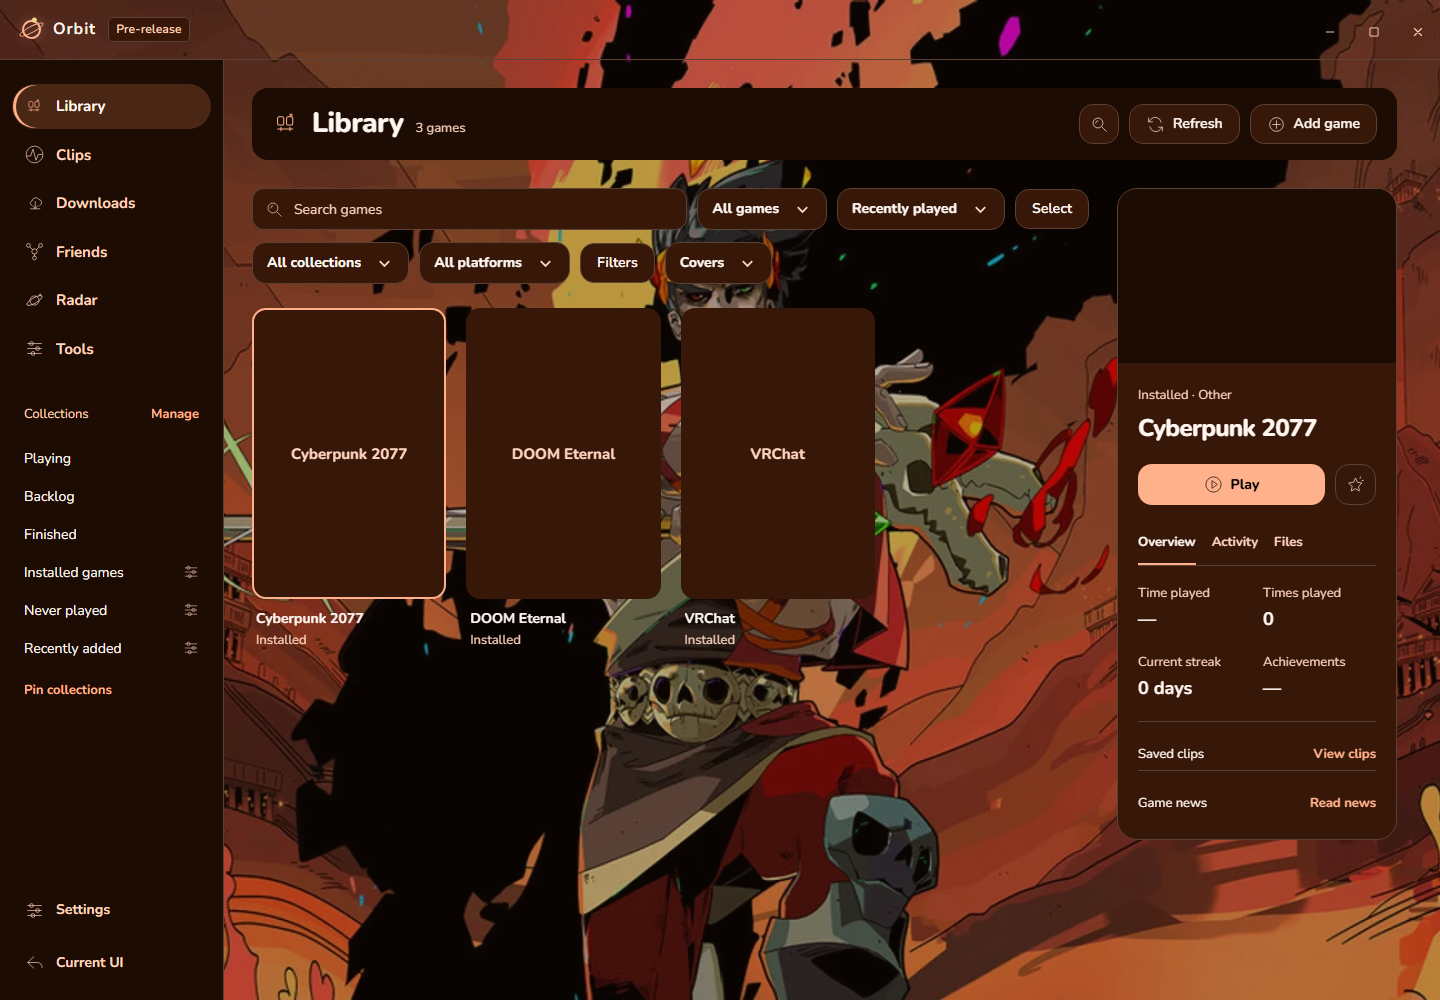 Orbit
Pre-release
Library
Clips
Downloads
Friends
Radar
Tools
Collections
Manage
Playing
Backlog
Finished
Installed games
Never played
Recently added
Pin collections
Settings
Current UI
Library 3 games
Refresh
Add game
Search games
All games
Recently played
Select
All collections
All platforms
Filters
Covers
Cyberpunk 2077
DOOM Eternal
VRChat
Cyberpunk 2077
Installed
DOOM Eternal
Installed
VRChat
Installed
Installed · Other
Cyberpunk 2077
Play
Overview
Activity
Files
Time played
—
Times played
0
Current streak
0 days
Achievements
—
Saved clips
View clips
Game news
Read news